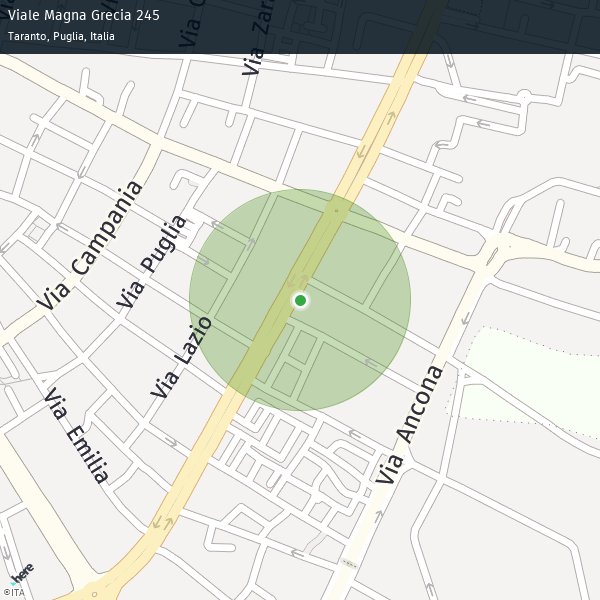 Viale Magna Grecia 245
Taranto, Puglia, Italia
Via Zara
Via Campania
Via Puglia
Via Lazio
Via Emilia
Via Ancona
here
©ITA